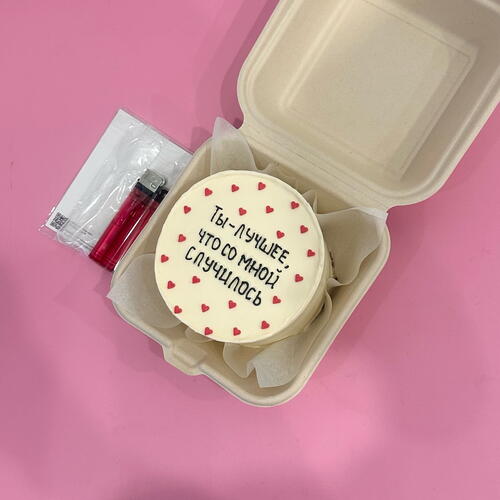 Ты-лучшее,
что со мной
случилось